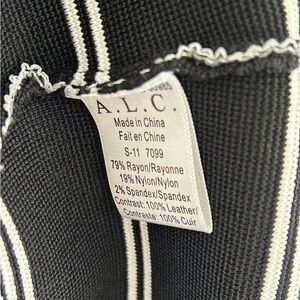 A.L.C.
Made in China
Fait en Chine
S-11 7099
79% Rayon/Rayonne
19% Nylon/Nylon
2% Spandex/Spandex
Contrast: 100% Leather/
Contraste: 100% Cuir